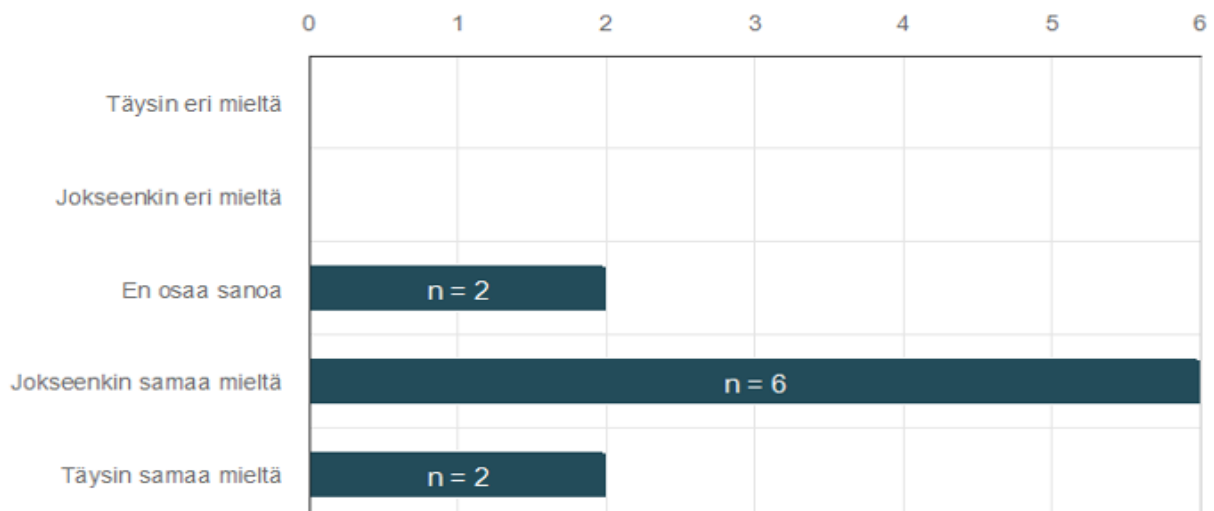 0 1 2 3 4 5 6
Täysin eri mieltä
Jokseenkin eri mieltä
En osaa sanoa n = 2
Jokseenkin samaa mieltä n = 6
Täysin samaa mieltä n = 2